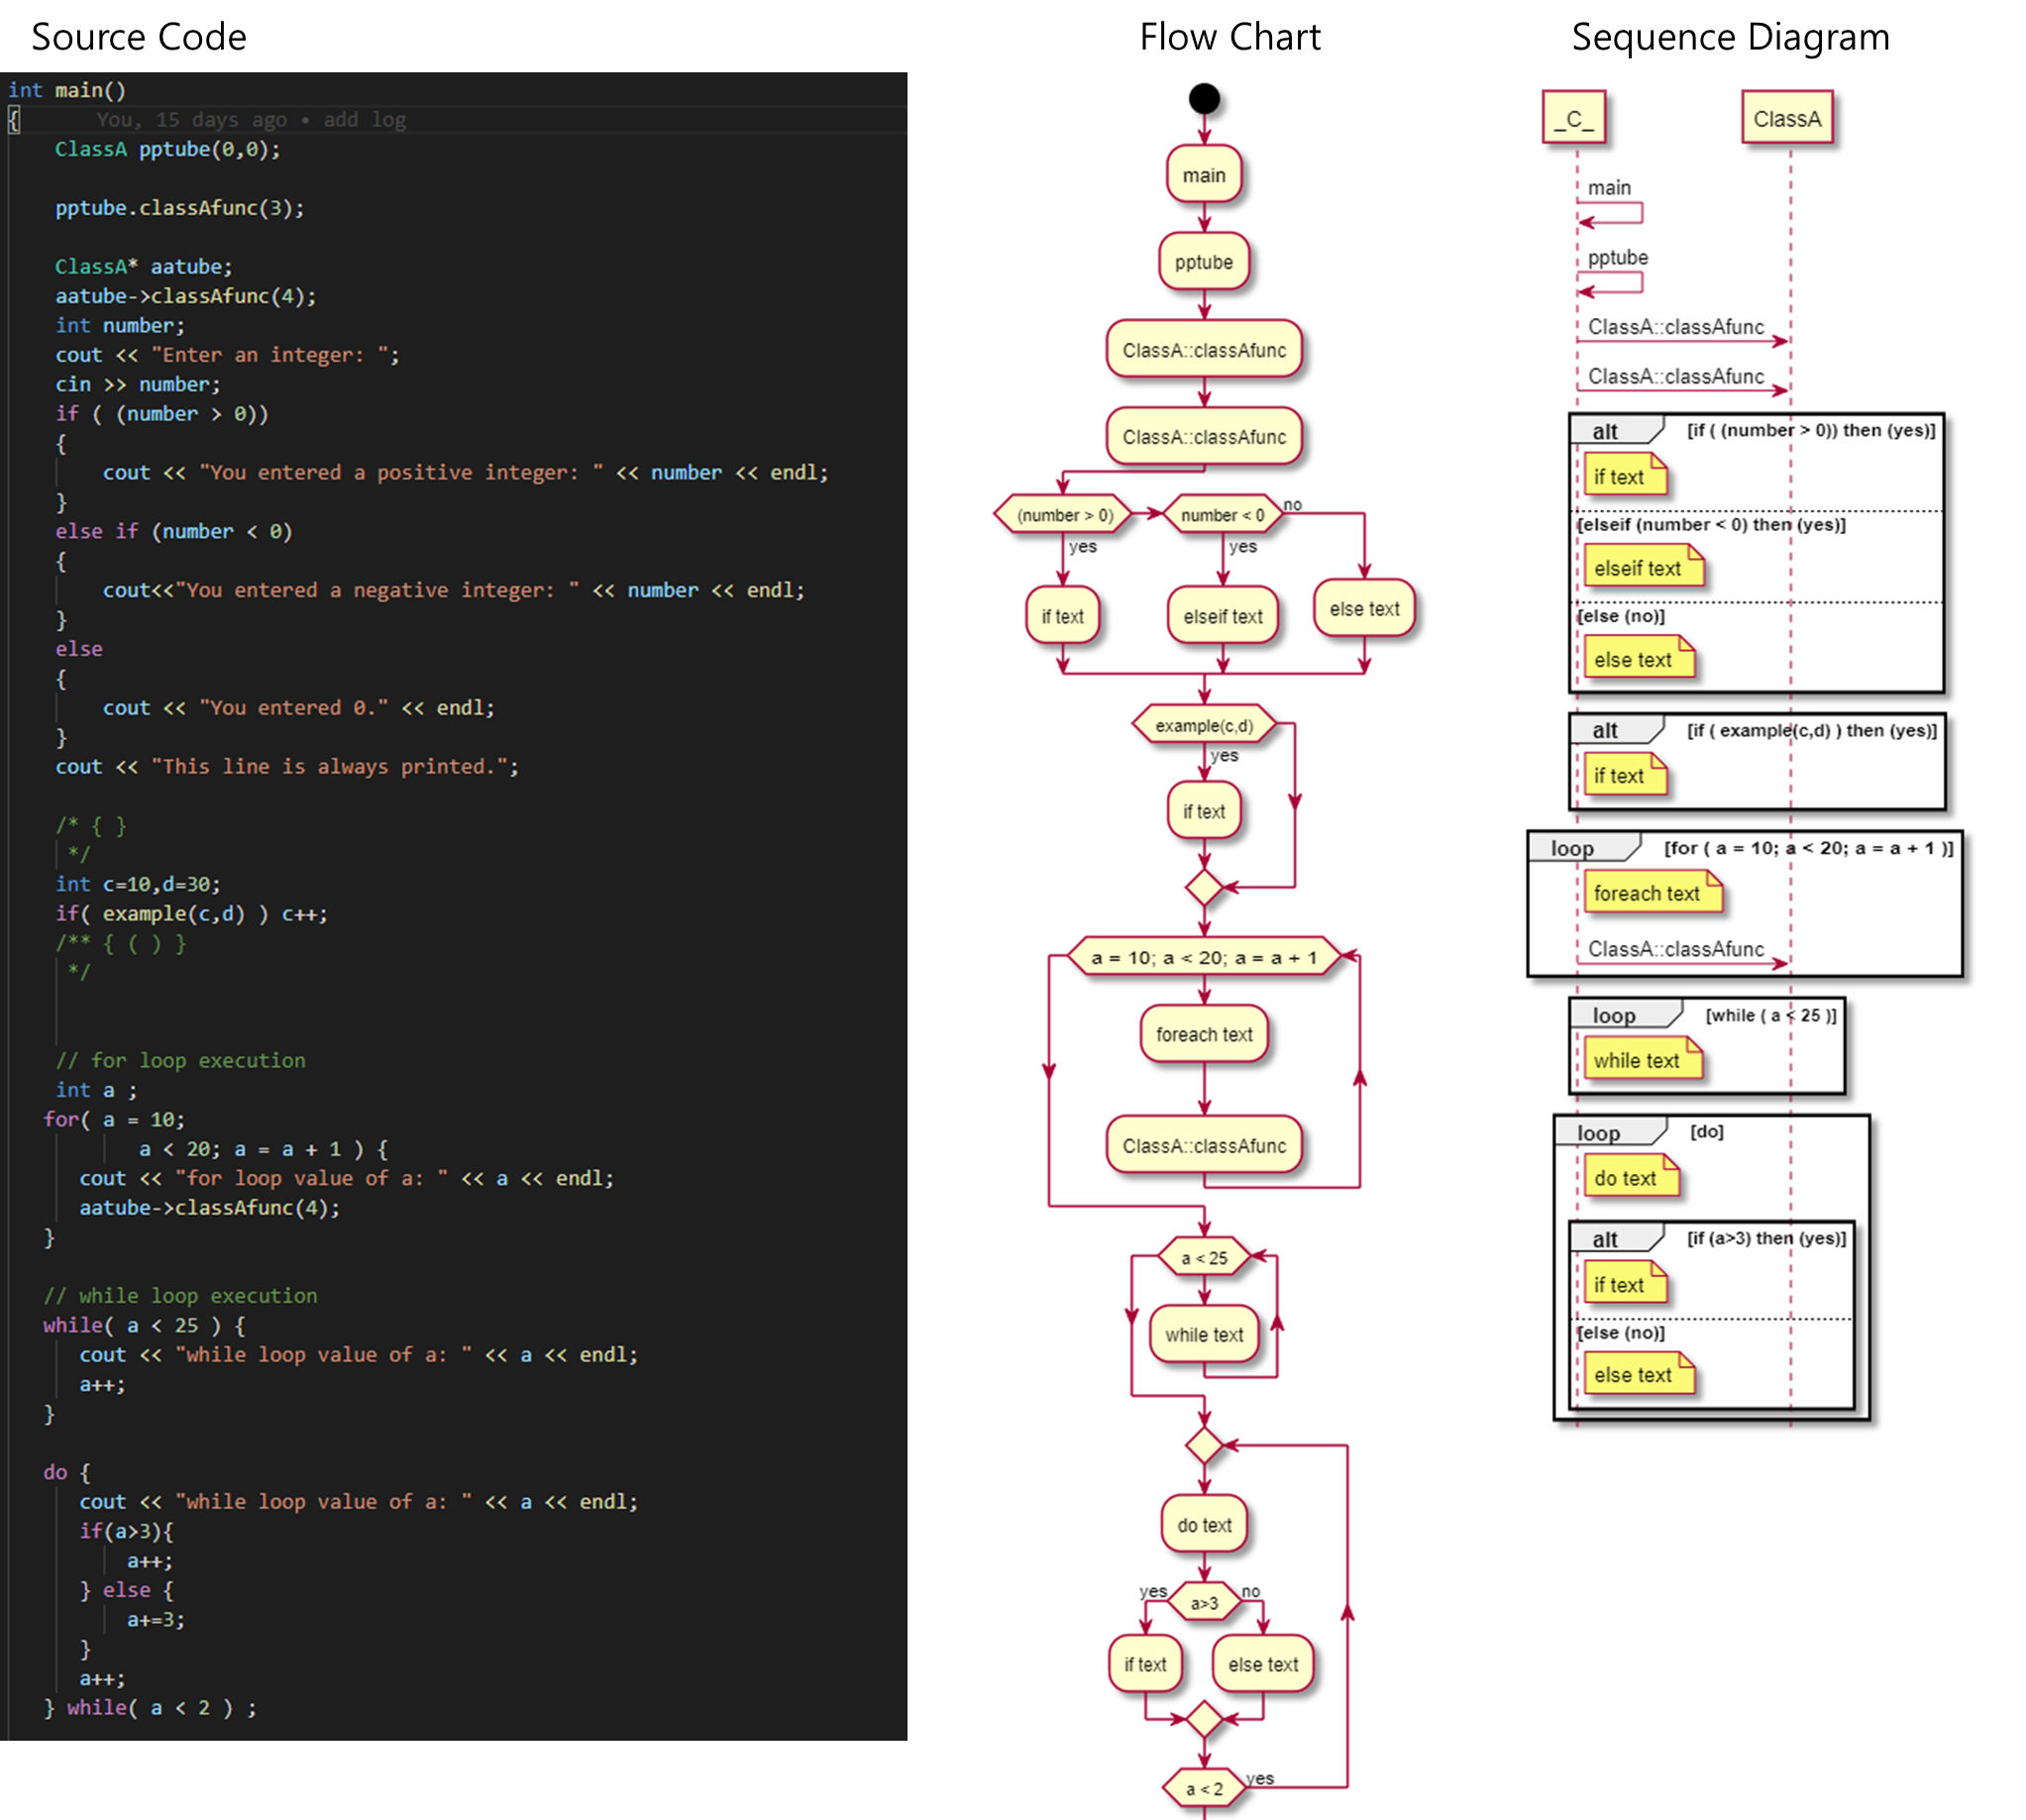 Source Code
int main()
{ You, 15 days ago • add log
ClassA pptube(0,0);
pptube.classAfunc(3);
ClassA* aatube;
aatube->classAfunc(4);
int number;
cout << "Enter an integer: ";
cin >> number;
if ( (number > 0))
{
cout << "You entered a positive integer: " << number << endl;
}
else if (number < 0)
{
cout<<"You entered a negative integer: " << number << endl;
}
else
{
cout << "You entered 0." << endl;
}
cout << "This line is always printed.";
/* { }
*/
int c=10,d=30;
if( example(c,d) ) c++;
/** { ( ) }
*/
// for loop execution
int a ;
for( a = 10;
a < 20; a = a + 1 ) {
cout << "for loop value of a: " << a << endl;
aatube->classAfunc(4);
}
// while loop execution
while( a < 25 ) {
cout << "while loop value of a: " << a << endl;
a++;
}
do {
cout << "while loop value of a: " << a << endl;
if(a>3){
a++;
} else {
a+=3;
}
a++;
} while( a < 2 ) ;
Flow Chart
main
pptube
ClassA::classAfunc
ClassA::classAfunc
(number > 0)
number < 0
no
yes
yes
if text
elseif text
else text
example(c,d)
yes
if text
a = 10; a < 20; a = a + 1
foreach text
ClassA::classAfunc
a < 25
while text
do text
yes
a>3
no
if text
else text
a < 2
yes
Sequence Diagram
_C_
ClassA
main
pptube
ClassA::classAfunc
ClassA::classAfunc
alt [if ( (number > 0)) then (yes)]
if text
[elseif (number < 0) then (yes)]
elseif text
[else (no)]
else text
alt [if ( example(c,d) ) then (yes)]
if text
loop [for ( a = 10; a < 20; a = a + 1 )]
foreach text
ClassA::classAfunc
loop [while ( a < 25 )]
while text
loop [do]
do text
alt [if (a>3) then (yes)]
if text
[else (no)]
else text